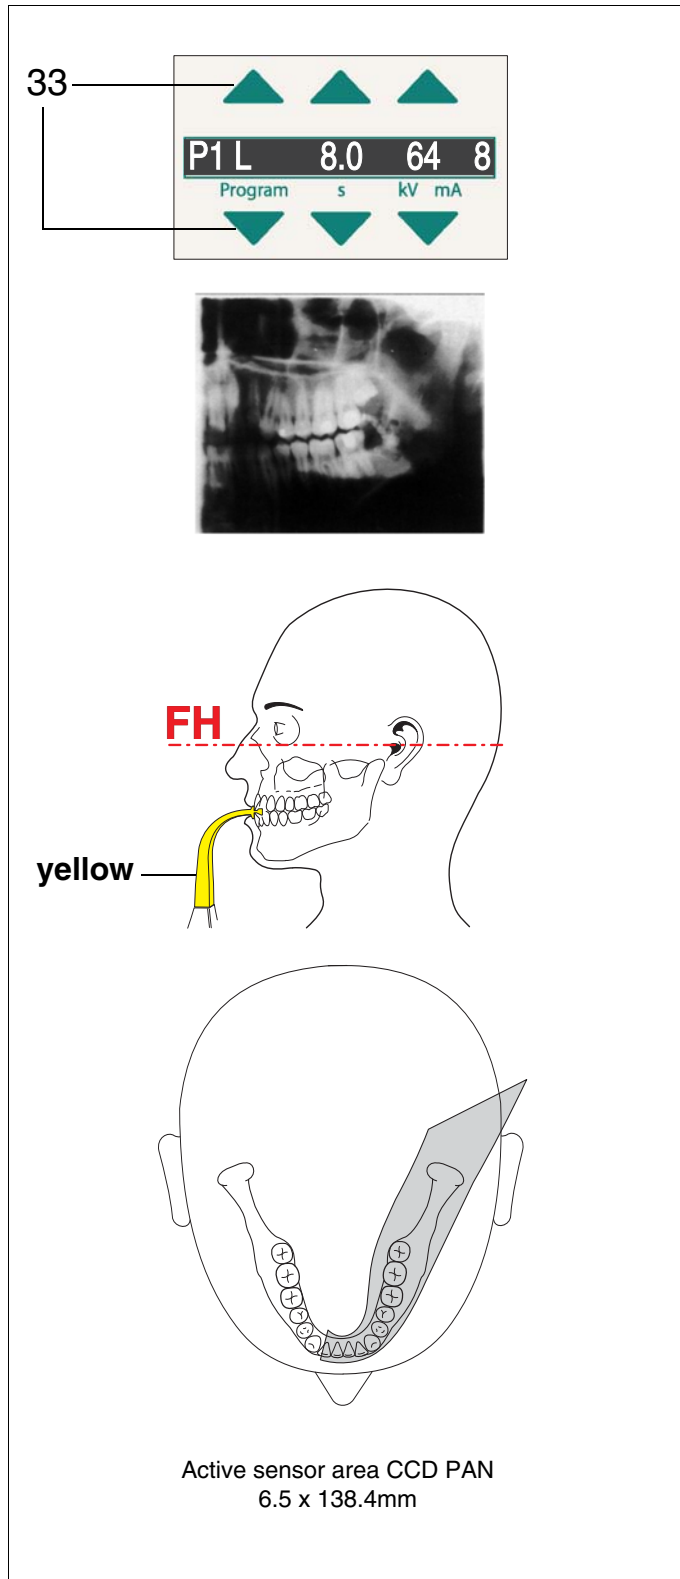 33
P1 L 8.0 64 8
Program s kV mA
FH
yellow
Active sensor area CCD PAN
6.5 x 138.4mm